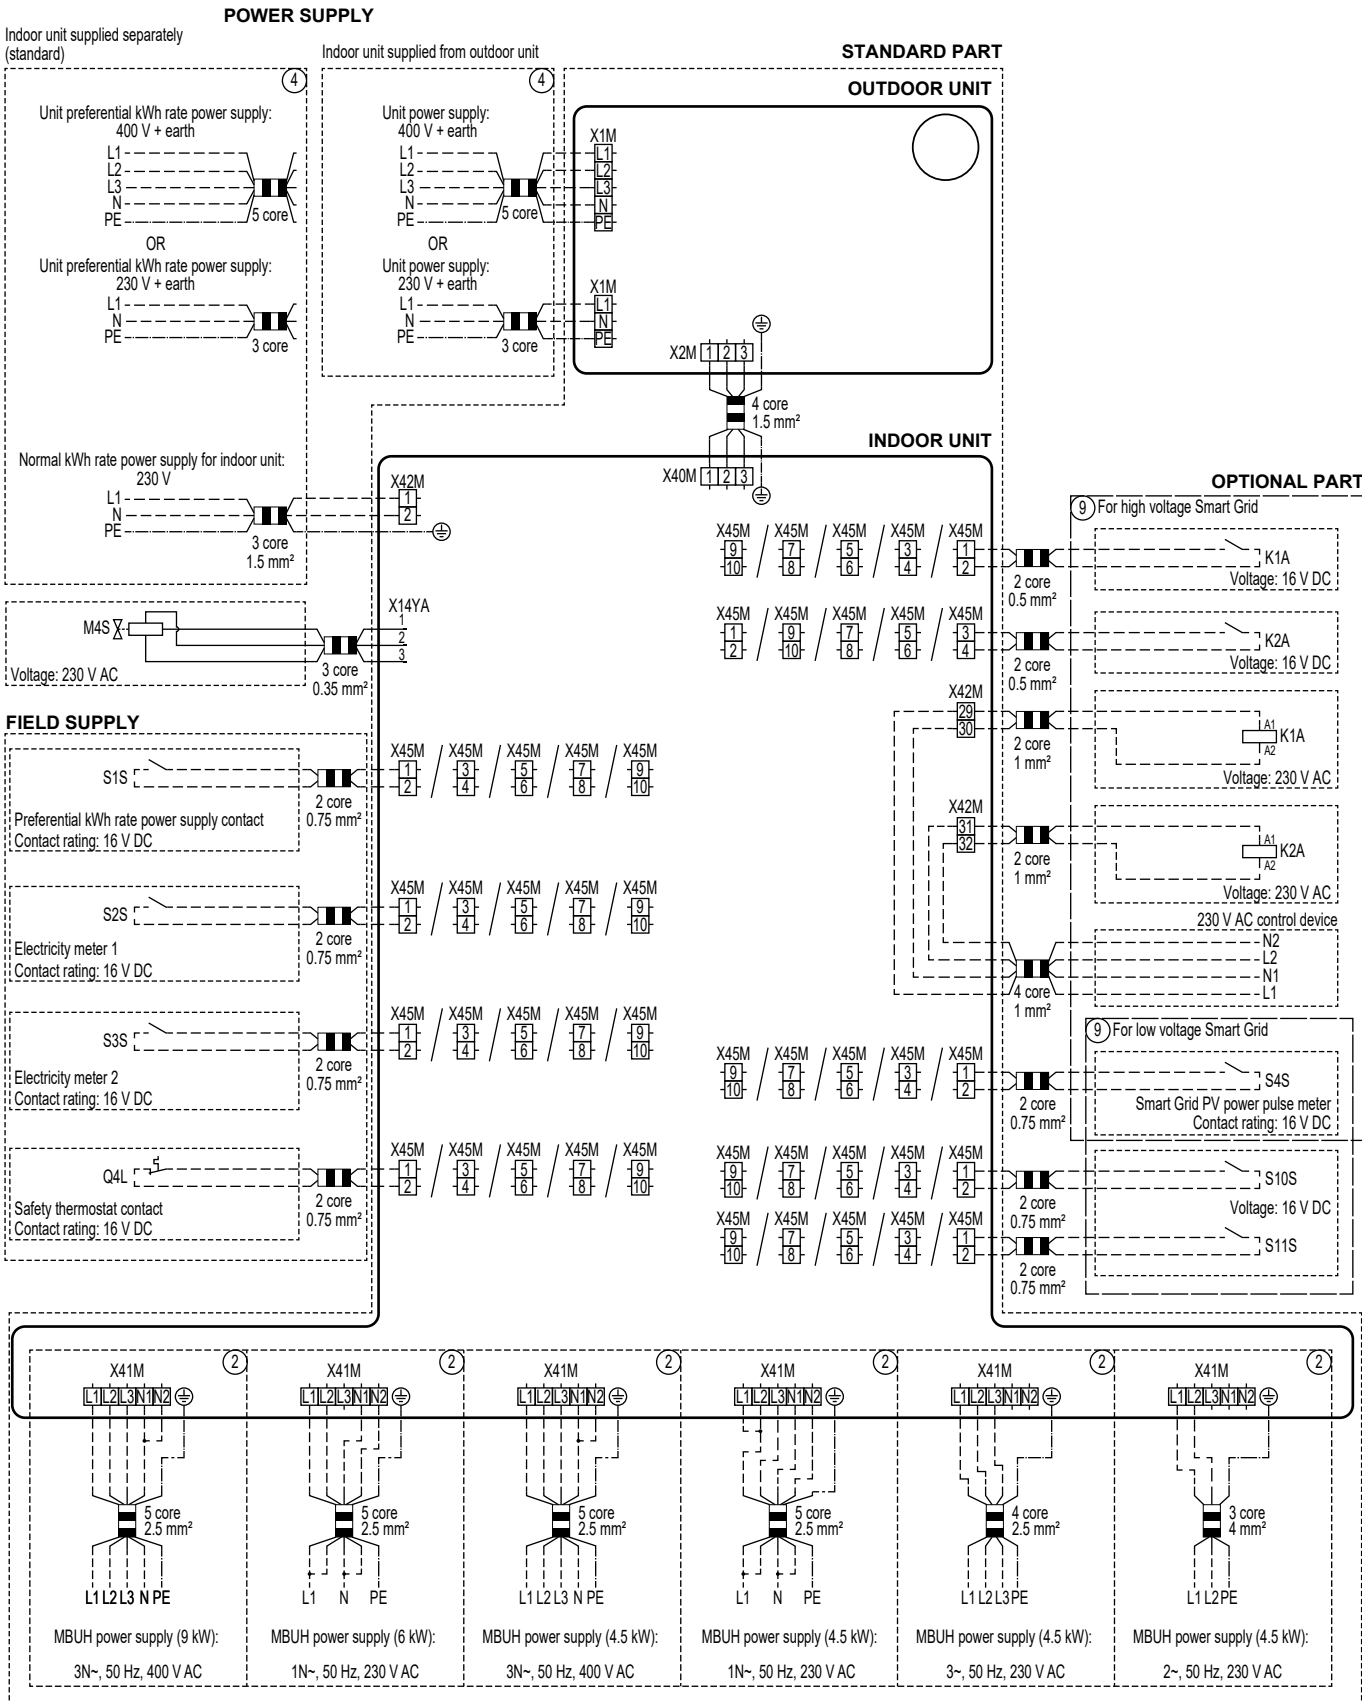 POWER SUPPLY
Indoor unit supplied separately
(standard)
4
Unit preferential kWh rate power supply:
400 V + earth
L1
L2
L3
N
PE
5 core
OR
Unit preferential kWh rate power supply:
230 V + earth
L1
N
PE
3 core
Normal kWh rate power supply for indoor unit:
230 V
L1
N
PE
3 core
1.5 mm²
Indoor unit supplied from outdoor unit
4
Unit power supply:
400 V + earth
L1
L2
L3
N
PE
5 core
OR
Unit power supply:
230 V + earth
L1
N
PE
3 core
STANDARD PART
OUTDOOR UNIT
X1M
L1
L2
L3
N
PE
X1M
L1
N
PE
X2M 1 2 3
4 core
1.5 mm²
INDOOR UNIT
X40M 1 2 3
X42M
1
2
M4S
Voltage: 230 V AC
3 core
0.35 mm²
X14YA
1
2
3
FIELD SUPPLY
S1S
Preferential kWh rate power supply contact
Contact rating: 16 V DC
2 core
0.75 mm²
X45M X45M X45M X45M X45M
1 3 5 7 9
2 4 6 8 10
S2S
Electricity meter 1
Contact rating: 16 V DC
2 core
0.75 mm²
X45M X45M X45M X45M X45M
1 3 5 7 9
2 4 6 8 10
S3S
Electricity meter 2
Contact rating: 16 V DC
2 core
0.75 mm²
X45M X45M X45M X45M X45M
1 3 5 7 9
2 4 6 8 10
Q4L
Safety thermostat contact
Contact rating: 16 V DC
2 core
0.75 mm²
X45M X45M X45M X45M X45M
1 3 5 7 9
2 4 6 8 10
OPTIONAL PART
9 For high voltage Smart Grid
X45M X45M X45M X45M X45M
9 7 5 3 1
10 8 6 4 2
2 core
0.5 mm²
K1A
Voltage: 16 V DC
X45M X45M X45M X45M X45M
1 9 7 5 3
2 10 8 6 4
2 core
0.5 mm²
K2A
Voltage: 16 V DC
X42M
29
30
2 core
1 mm²
A1
K1A
A2
Voltage: 230 V AC
X42M
31
32
2 core
1 mm²
A1
K2A
A2
Voltage: 230 V AC
230 V AC control device
N2
L2
N1
L1
4 core
1 mm²
9 For low voltage Smart Grid
X45M X45M X45M X45M X45M
9 7 5 3 1
10 8 6 4 2
2 core
0.75 mm²
S4S
Smart Grid PV power pulse meter
Contact rating: 16 V DC
X45M X45M X45M X45M X45M
9 7 5 3 1
10 8 6 4 2
2 core
0.75 mm²
S10S
Voltage: 16 V DC
X45M X45M X45M X45M X45M
9 7 5 3 1
10 8 6 4 2
2 core
0.75 mm²
S11S
2
X41M
L1 L2 L3 N1 N2
5 core
2.5 mm²
L1 L2 L3 N PE
MBUH power supply (9 kW):
3N~, 50 Hz, 400 V AC
2
X41M
L1 L2 L3 N1 N2
5 core
2.5 mm²
L1 N PE
MBUH power supply (6 kW):
1N~, 50 Hz, 230 V AC
2
X41M
L1 L2 L3 N1 N2
5 core
2.5 mm²
L1 L2 L3 N PE
MBUH power supply (4.5 kW):
3N~, 50 Hz, 400 V AC
2
X41M
L1 L2 L3 N1 N2
5 core
2.5 mm²
L1 N PE
MBUH power supply (4.5 kW):
1N~, 50 Hz, 230 V AC
2
X41M
L1 L2 L3 N1 N2
4 core
2.5 mm²
L1 L2 L3 PE
MBUH power supply (4.5 kW):
3~, 50 Hz, 230 V AC
2
X41M
L1 L2 L3 N1 N2
3 core
4 mm²
L1 L2 PE
MBUH power supply (4.5 kW):
2~, 50 Hz, 230 V AC